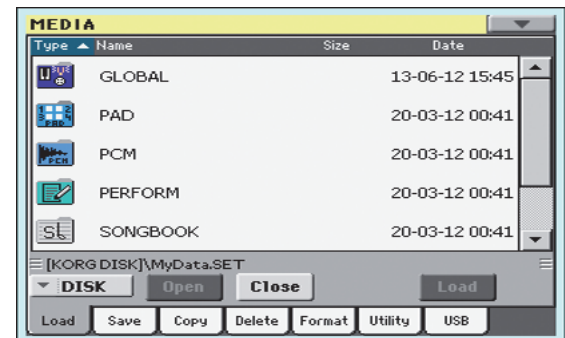 MEDIA
Type Name Size Date
GLOBAL 13-06-12 15:45
PAD 20-03-12 00:41
PCM 20-03-12 00:41
PERFORM 20-03-12 00:41
SONGBOOK 20-03-12 00:41
[KORG DISK]\MyData.SET
DISK Open Close Load
Load Save Copy Delete Format Utility USB